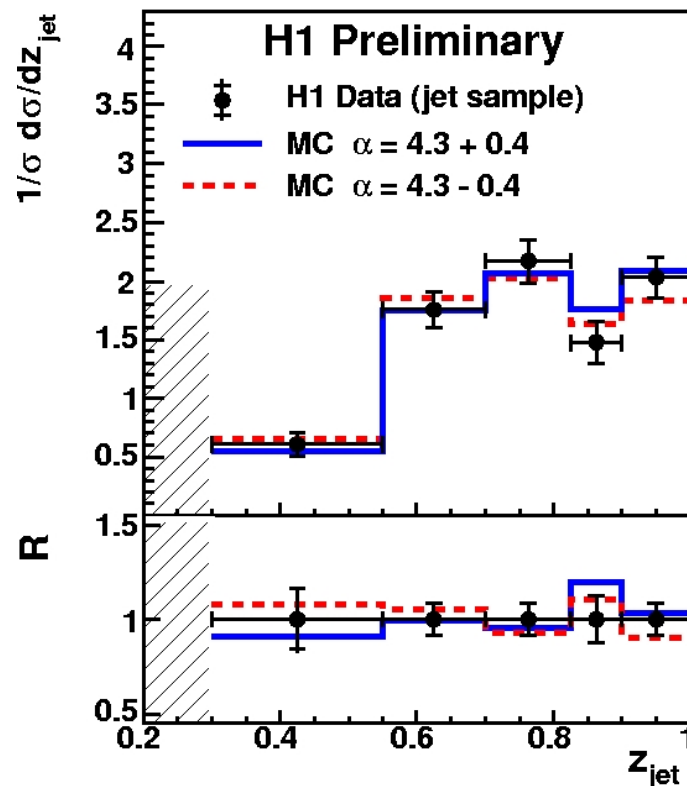 H1 Preliminary
H1 Data (jet sample)
MC α = 4.3 + 0.4
MC α = 4.3 - 0.4
1/σ dσ/dz_jet
4
3.5
3
2.5
2
1.5
1
0.5
R
1.5
1
0.5
0.2 0.4 0.6 0.8 1
z_jet